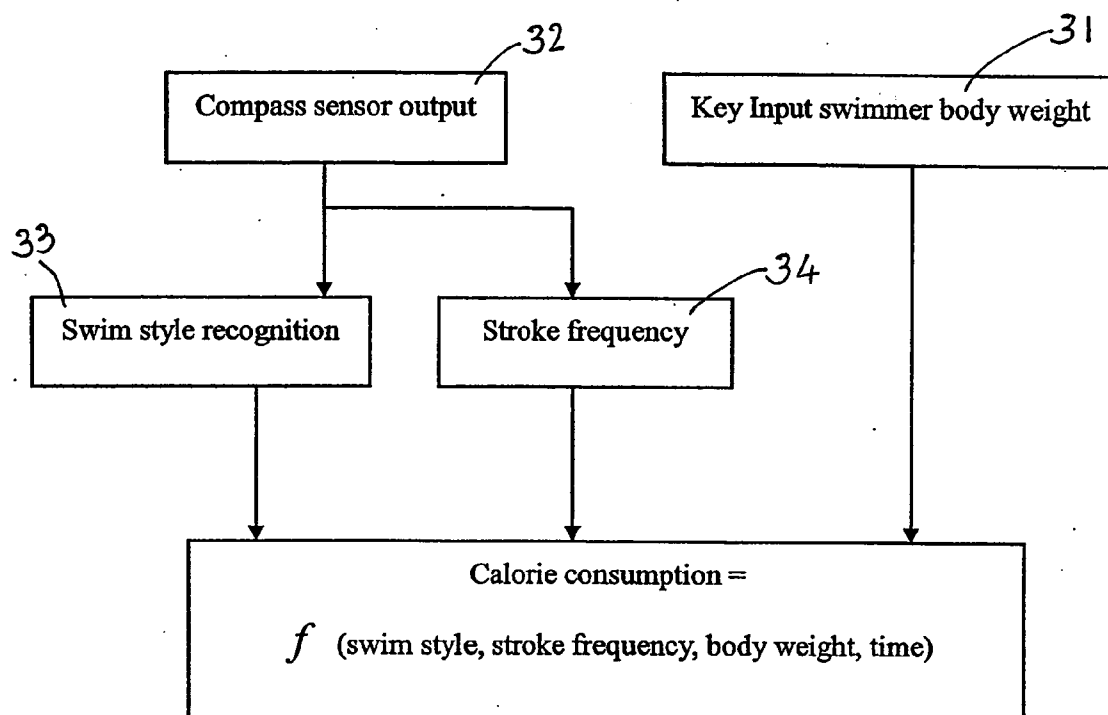 32
31
Compass sensor output
Key Input swimmer body weight
33
34
Swim style recognition
Stroke frequency
Calorie consumption =
f (swim style, stroke frequency, body weight, time)